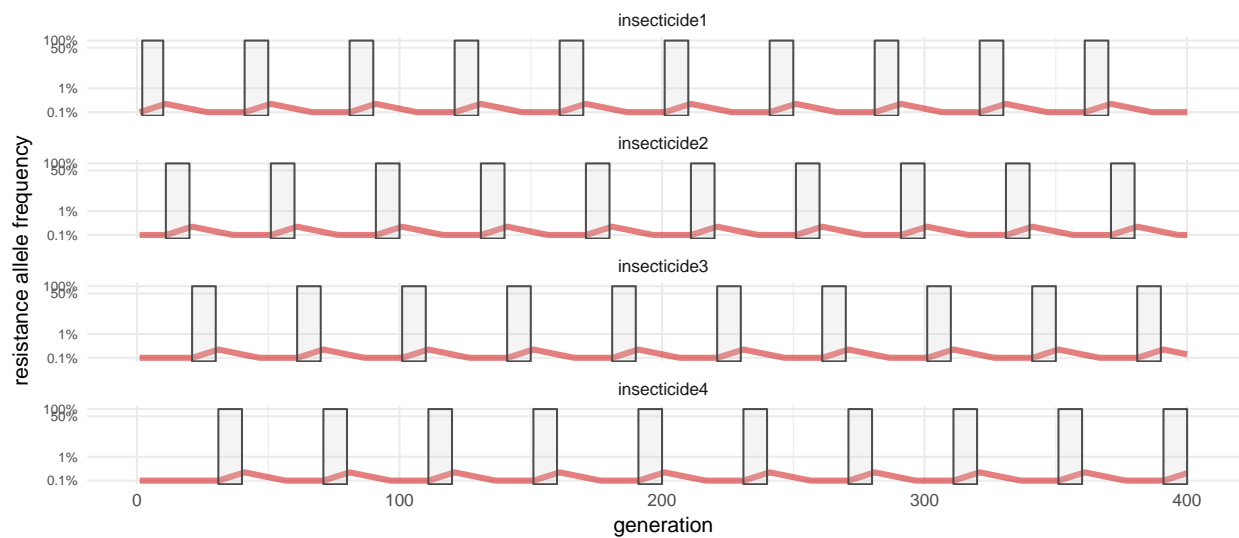 insecticide1
100%
50%
1%
0.1%
insecticide2
100%
50%
1%
0.1%
insecticide3
100%
50%
1%
0.1%
insecticide4
100%
50%
1%
0.1%
0 100 200 300 400
generation
resistance allele frequency